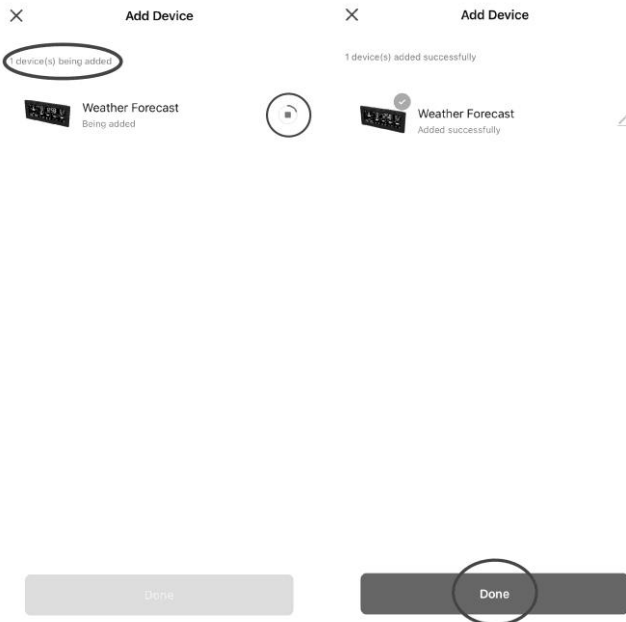 Add Device
1 device(s) being added
Weather Forecast
Being added
Done
Add Device
1 device(s) added successfully
Weather Forecast
Added successfully
Done